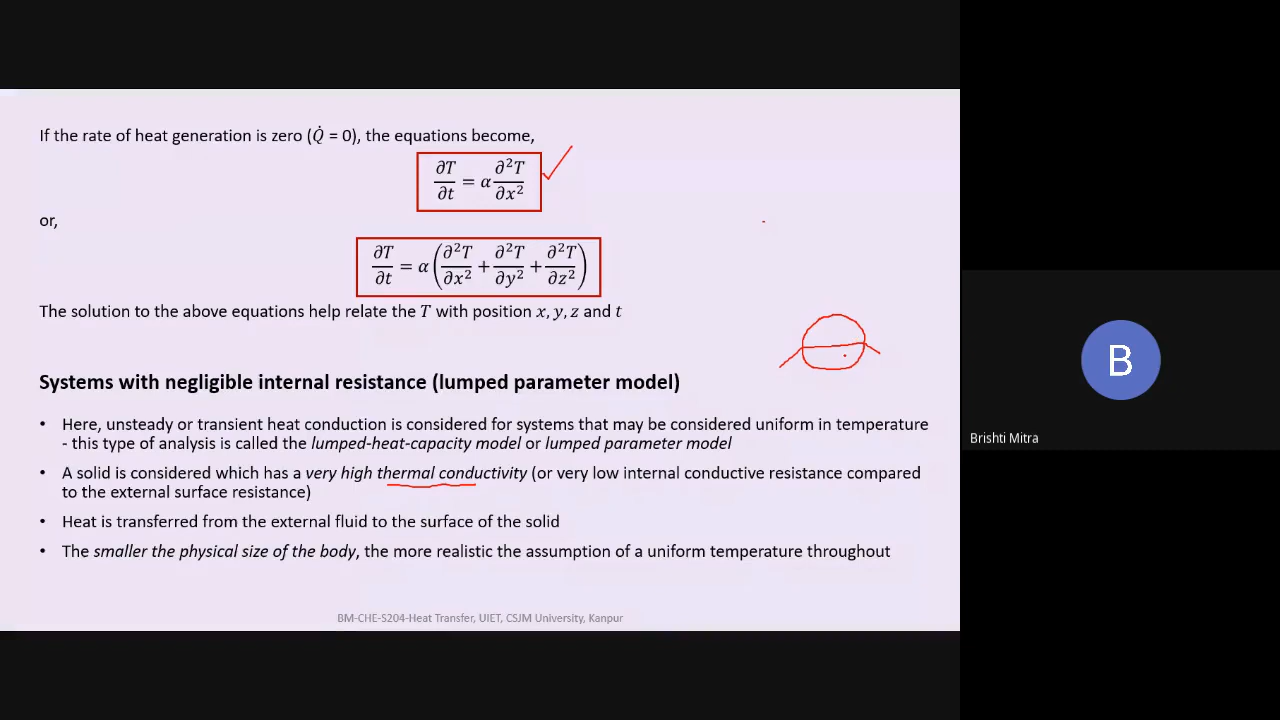 If the rate of heat generation is zero (Q̇ = 0), the equations become,
∂T/∂t = α ∂²T/∂x²
or,
∂T/∂t = α (∂²T/∂x² + ∂²T/∂y² + ∂²T/∂z²)
The solution to the above equations help relate the T with position x, y, z and t
Systems with negligible internal resistance (lumped parameter model)
• Here, unsteady or transient heat conduction is considered for systems that may be considered uniform in temperature
- this type of analysis is called the lumped-heat-capacity model or lumped parameter model
• A solid is considered which has a very high thermal conductivity (or very low internal conductive resistance compared
to the external surface resistance)
• Heat is transferred from the external fluid to the surface of the solid
• The smaller the physical size of the body, the more realistic the assumption of a uniform temperature throughout
BM-CHE-S204-Heat Transfer, UIET, CSJM University, Kanpur
B
Brishti Mitra